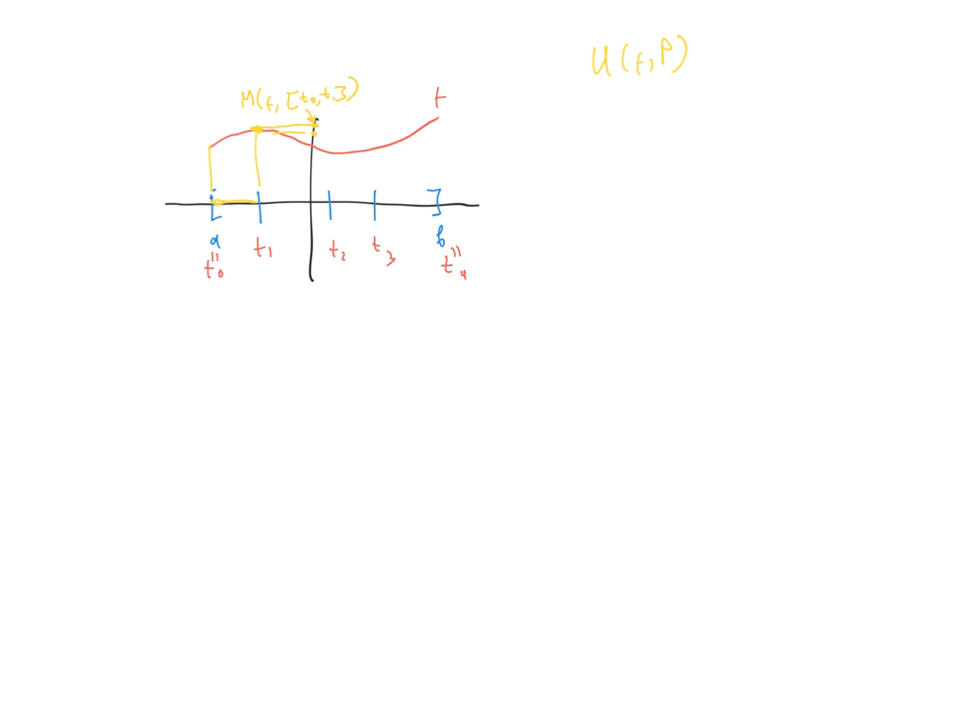 U(f,P)
M(f, [t₀,t₁])
f
a
t₁
t₂
t₃
b
"
t₀
"
t₄